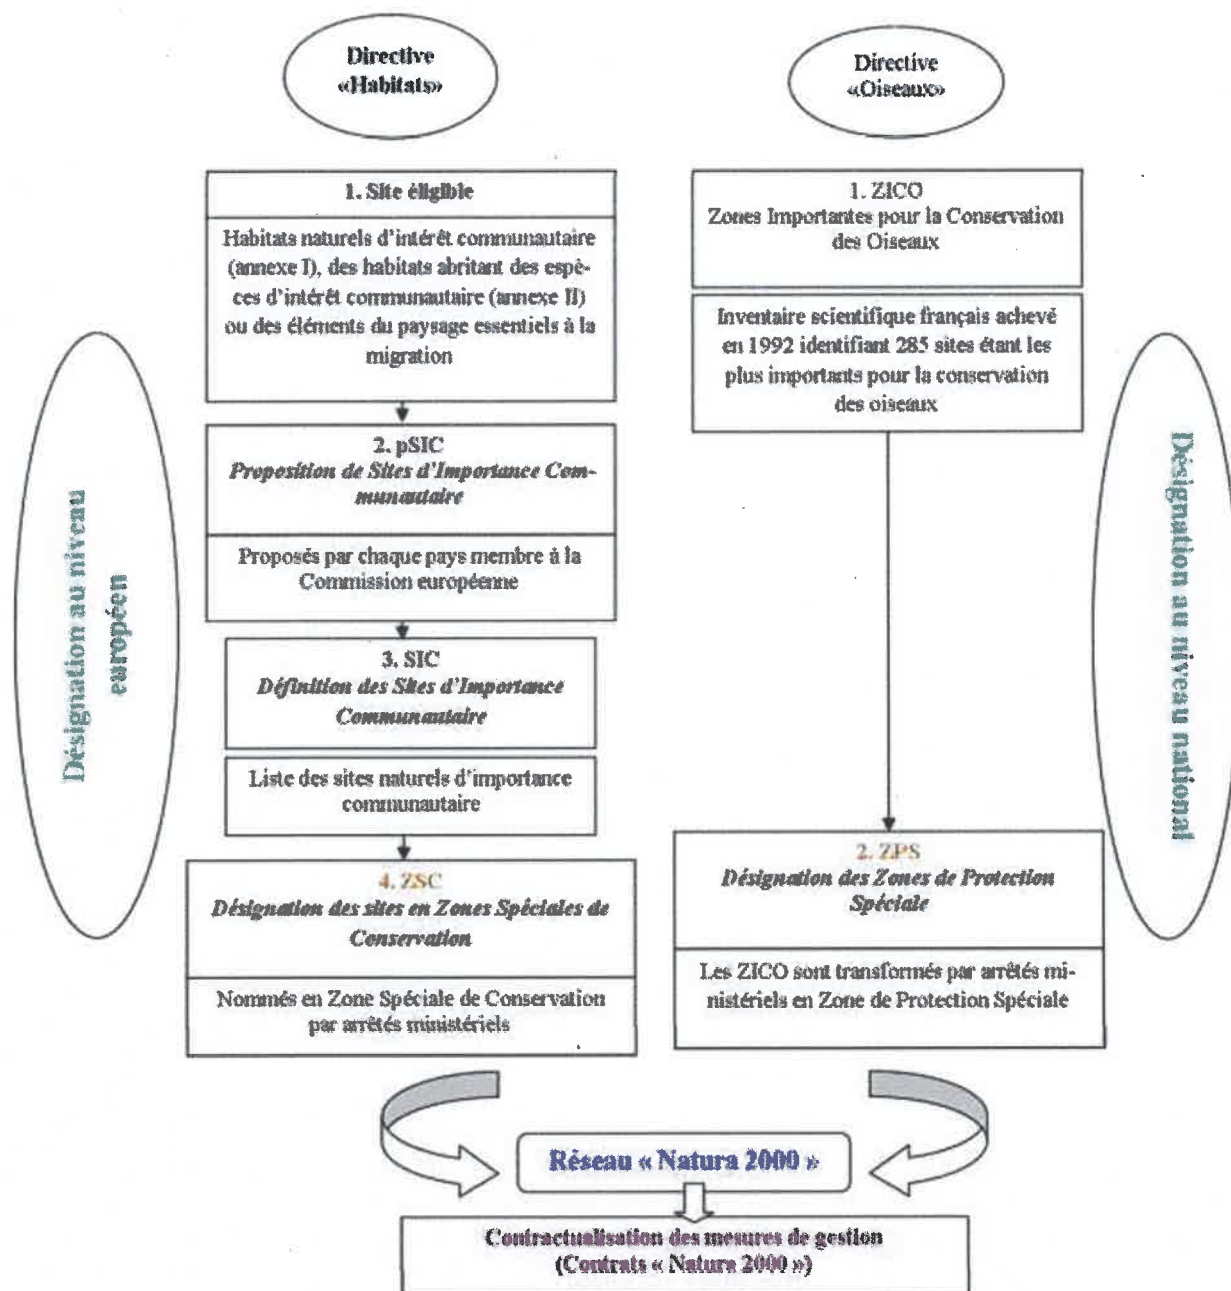 Directive
«Habitats»
Directive
«Oiseaux»
Désignation au niveau
européen
1. Site éligible
Habitats naturels d'intérêt communautaire
(annexe I), des habitats abritant des espè-
ces d'intérêt communautaire (annexe II)
ou des éléments du paysage essentiels à la
migration
2. pSIC
Proposition de Sites d'Importance Com-
munautaire
Proposés par chaque pays membre à la
Commission européenne
3. SIC
Définition des Sites d'Importance
Communautaire
Liste des sites naturels d'importance
communautaire
4. ZSC
Désignation des sites en Zones Spéciales de
Conservation
Nommés en Zone Spéciale de Conservation
par arrêtés ministériels
1. ZICO
Zones Importantes pour la Conservation
des Oiseaux
Inventaire scientifique français achevé
en 1992 identifiant 285 sites étant les
plus importants pour la conservation
des oiseaux
2. ZPS
Désignation des Zones de Protection
Spéciale
Les ZICO sont transformés par arrêtés mi-
nistériels en Zone de Protection Spéciale
Désignation au niveau national
Réseau « Natura 2000 »
Contractualisation des mesures de gestion
(Contrats « Natura 2000 »)